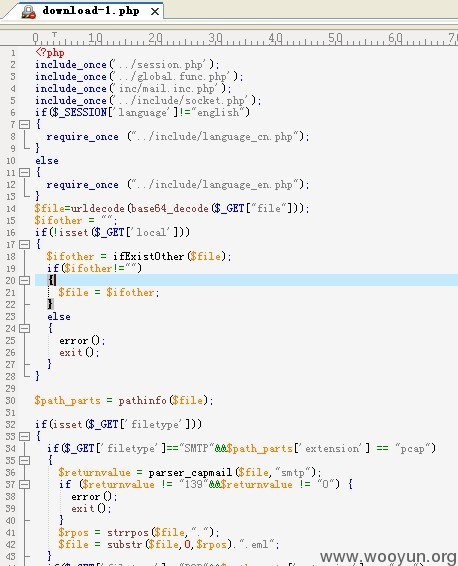 download-1.php
0 10 20 30 40 50 60 7
1 <?php
2 include_once('../session.php');
3 include_once('../global.func.php');
4 include_once('inc/mail.inc.php');
5 include_once('../include/socket.php');
6 if($_SESSION['language']!="english")
7 {
8 require_once ("../include/language_cn.php");
9 }
10 else
11 {
12 require_once ("../include/language_en.php");
13 }
14 $file=urldecode(base64_decode($_GET["file"]));
15 $ifother = "";
16 if(!isset($_GET['local']))
17 {
18 $ifother = ifExistOther($file);
19 if($ifother!="")
20 {
21 $file = $ifother;
22 }
23 else
24 {
25 error();
26 exit();
27 }
28 }
29
30 $path_parts = pathinfo($file);
31
32 if(isset($_GET['filetype']))
33 {
34 if($_GET['filetype']=="SMTP"&&$path_parts['extension'] == "pcap")
35 {
36 $returnvalue = parser_capmail($file,"smtp");
37 if ($returnvalue != "139"&&$returnvalue != "0") {
38 error();
39 exit();
40 }
41 $rpos = strrpos($file,".");
42 $file = substr($file,0,$rpos).".eml";
43 }
www.wooyun.org